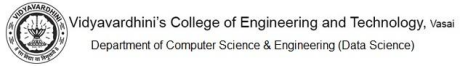 VIDYAVARDHINI
Vidyavardhini's College of Engineering and Technology, Vasai
Department of Computer Science & Engineering (Data Science)